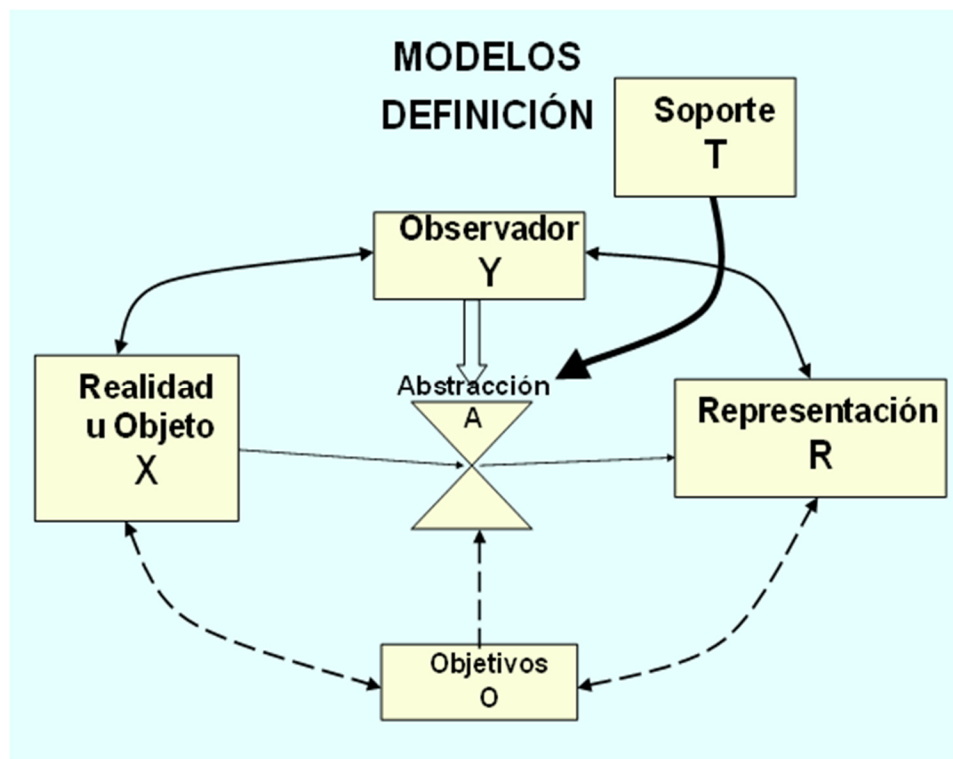 MODELOS
DEFINICIÓN
Soporte
T
Observador
Y
Realidad
u Objeto
X
Abstracción
A
Representación
R
Objetivos
O